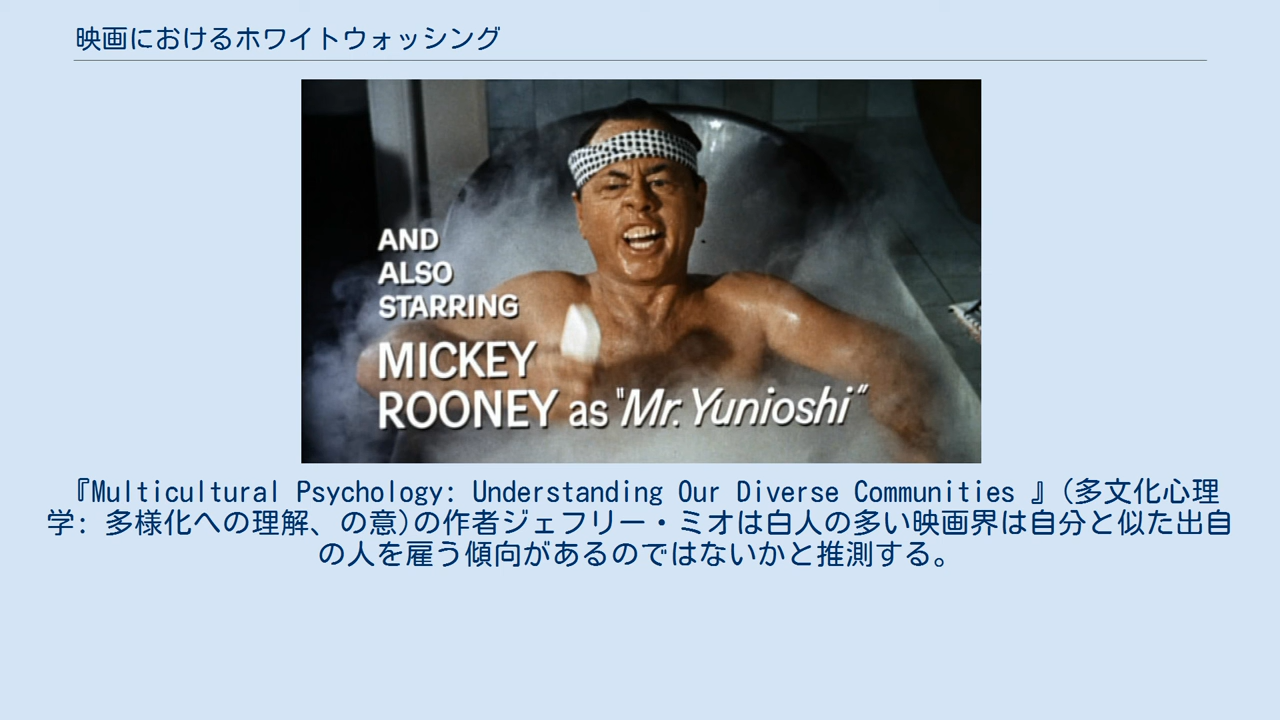 映画におけるホワイトウォッシング
AND
ALSO
STARRING
MICKEY
ROONEY as "Mr. Yunioshi"
『Multicultural Psychology: Understanding Our Diverse Communities 』(多文化心理
学: 多様化への理解、の意)の作者ジェフリー・ミオは白人の多い映画界は自分と似た出自
の人を雇う傾向があるのではないかと推測する。